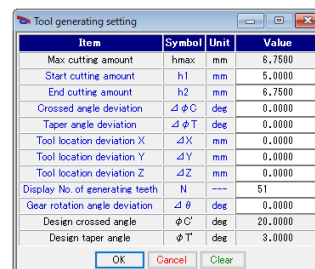 Tool generating setting
Item Symbol Unit Value
Max cutting amount hmax mm 6.7500
Start cutting amount h1 mm 5.0000
End cutting amount h2 mm 6.7500
Crossed angle deviation ⊿φC deg 0.0000
Taper angle deviation ⊿φT deg 0.0000
Tool location deviation X ⊿X mm 0.0000
Tool location deviation Y ⊿Y mm 0.0000
Tool location deviation Z ⊿Z mm 0.0000
Display No. of generating teeth N --- 51
Gear rotation angle deviation ⊿θ deg 0.0000
Design crossed angle φC' deg 20.0000
Design taper angle φT' deg 3.0000
OK Cancel Clear